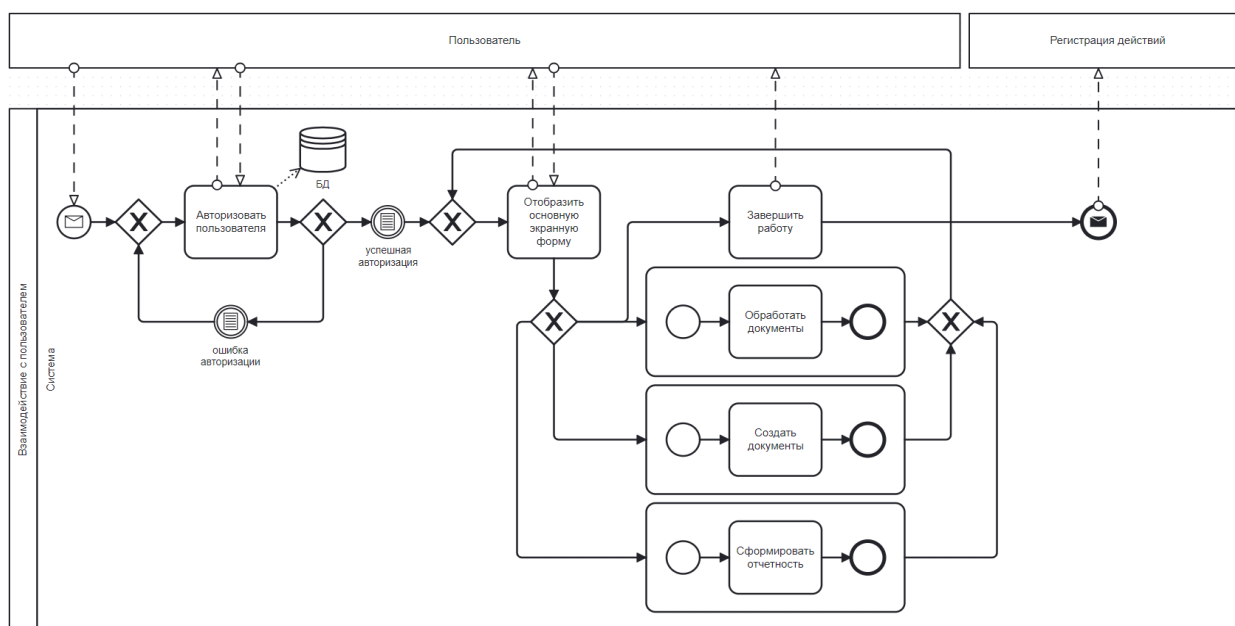 Пользователь
Регистрация действий
Взаимодействие с пользователем
Система
БД
Авторизовать
пользователя
успешная
авторизация
ошибка
авторизации
Отобразить
основную
экранную
форму
Завершить
работу
Обработать
документы
Создать
документы
Сформировать
отчетность